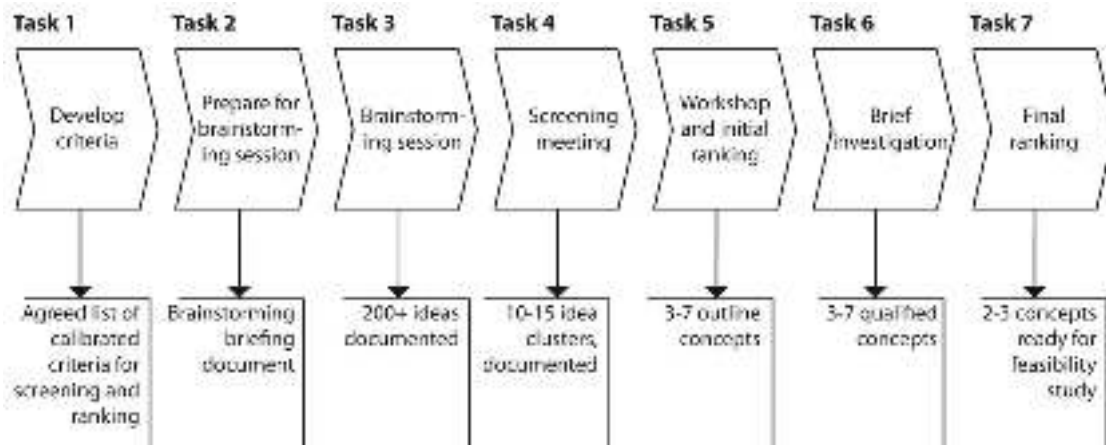 Task 1
Task 2
Task 3
Task 4
Task 5
Task 6
Task 7
Develop
criteria
Prepare for
brainstorm-
ing session
Brainstorm-
ing session
Screening
meeting
Workshop
and initial
ranking
Brief
investigation
Final
ranking
Agreed list of
calibrated
criteria for
screening and
ranking
Brainstorming
briefing
document
200+ ideas
documented
10-15 idea
clusters,
documented
3-7 outline
concepts
3-7 qualified
concepts
2-3 concepts
ready for
feasibility
study